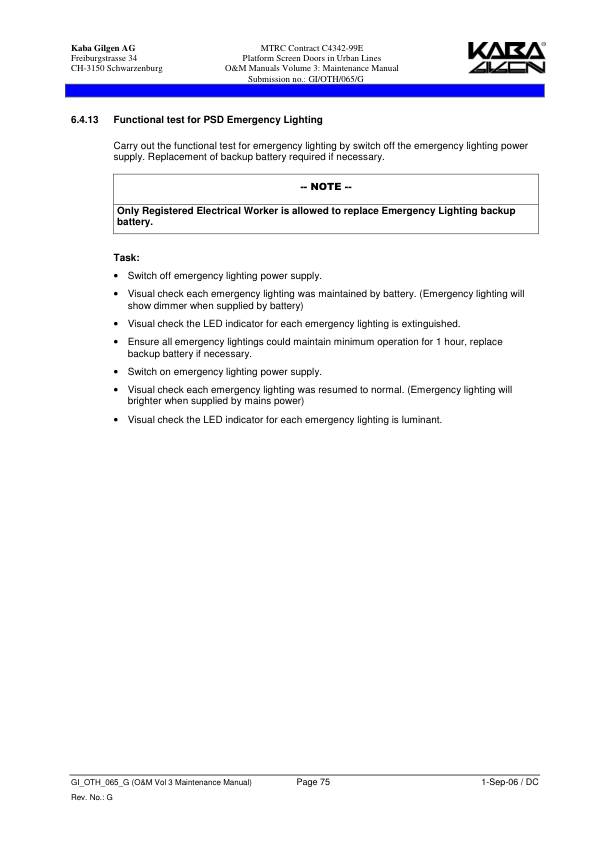 Kaba Gilgen AG
Freiburgstrasse 34
CH-3150 Schwarzenburg
MTRC Contract C4342-99E
Platform Screen Doors in Urban Lines
O&M Manuals Volume 3: Maintenance Manual
Submission no.: GI/OTH/065/G
KABA®
GILGEN
6.4.13 Functional test for PSD Emergency Lighting
Carry out the functional test for emergency lighting by switch off the emergency lighting power
supply. Replacement of backup battery required if necessary.
-- NOTE --
Only Registered Electrical Worker is allowed to replace Emergency Lighting backup
battery.
Task:
• Switch off emergency lighting power supply.
• Visual check each emergency lighting was maintained by battery. (Emergency lighting will
show dimmer when supplied by battery)
• Visual check the LED indicator for each emergency lighting is extinguished.
• Ensure all emergency lightings could maintain minimum operation for 1 hour, replace
backup battery if necessary.
• Switch on emergency lighting power supply.
• Visual check each emergency lighting was resumed to normal. (Emergency lighting will
brighter when supplied by mains power)
• Visual check the LED indicator for each emergency lighting is luminant.
GI_OTH_065_G (O&M Vol 3 Maintenance Manual) Page 75 1-Sep-06 / DC
Rev. No.: G